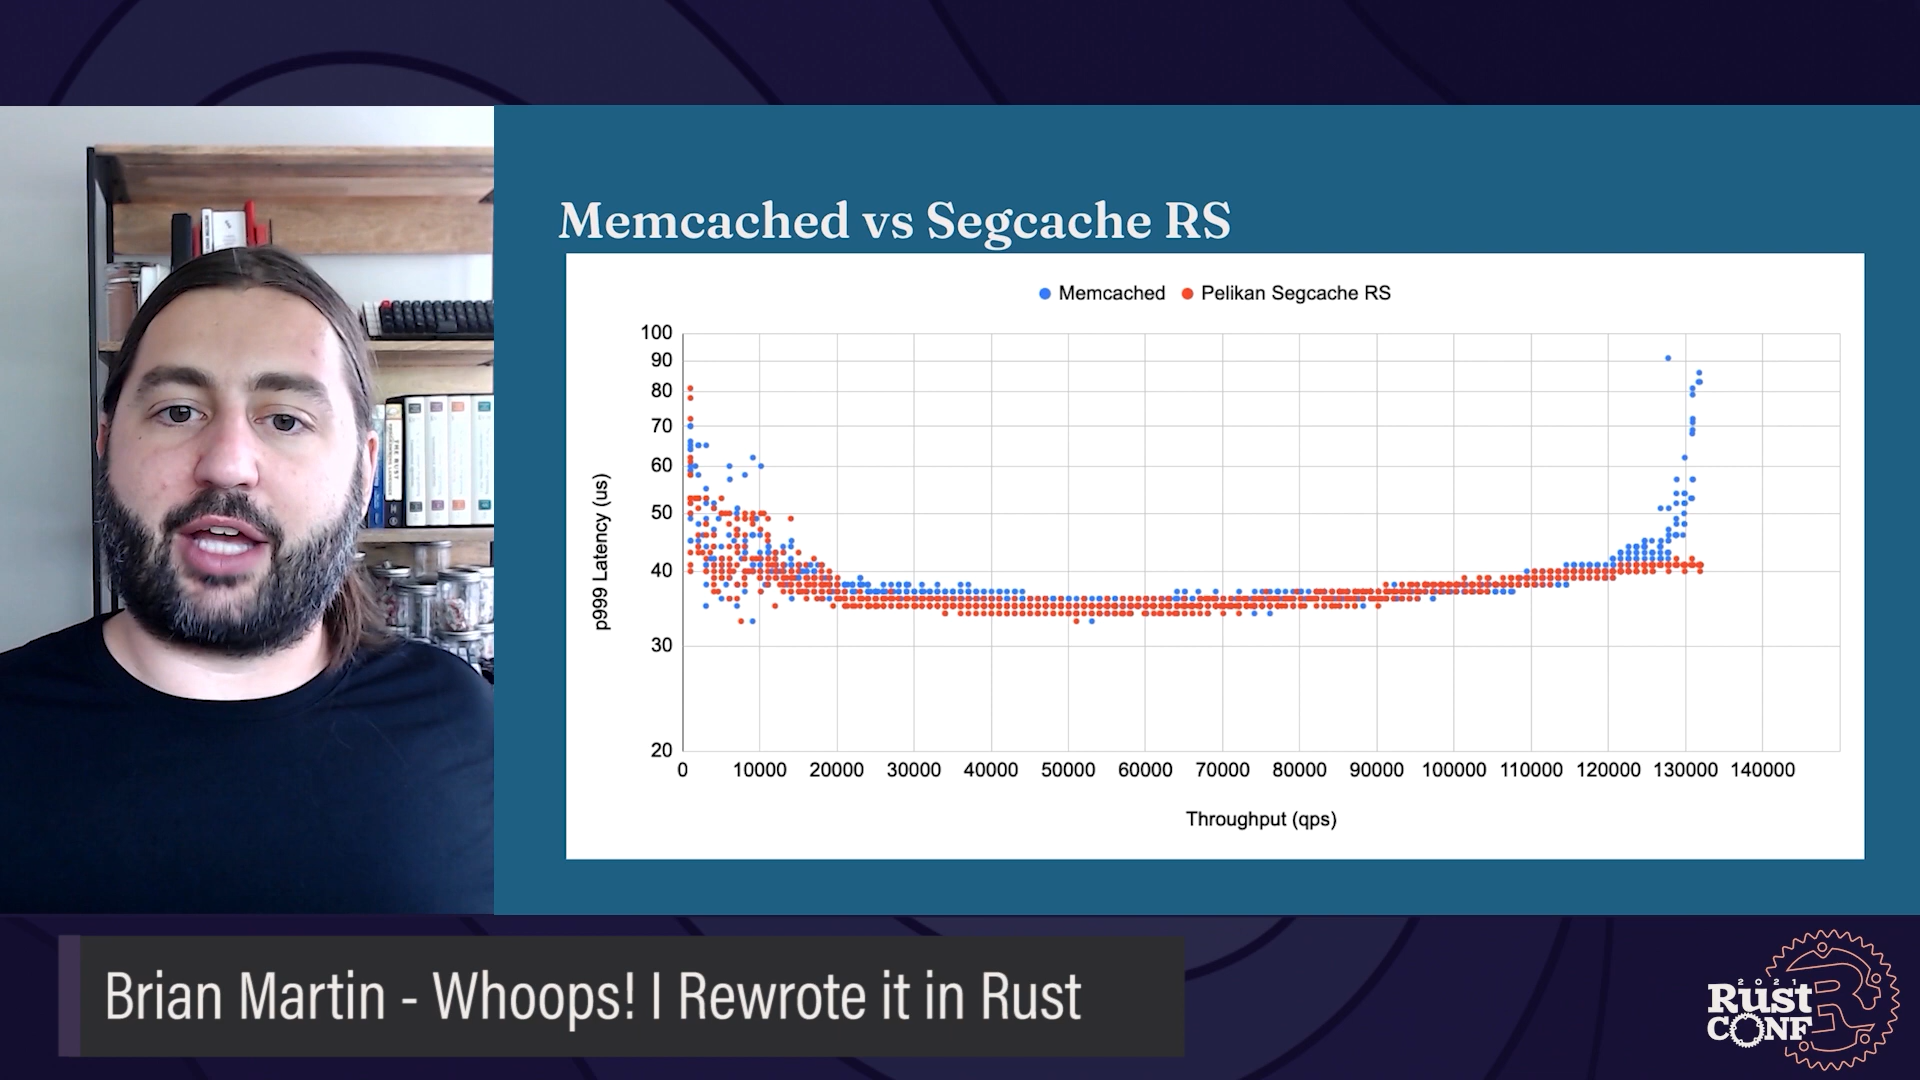 Memcached vs Segcache RS
Memcached Pelikan Segcache RS
100
90
80
70
60
50
40
30
20
p999 Latency (us)
0 10000 20000 30000 40000 50000 60000 70000 80000 90000 100000 110000 120000 130000 140000
Throughput (qps)
Brian Martin - Whoops! I Rewrote it in Rust
2021
Rust
CONF
R